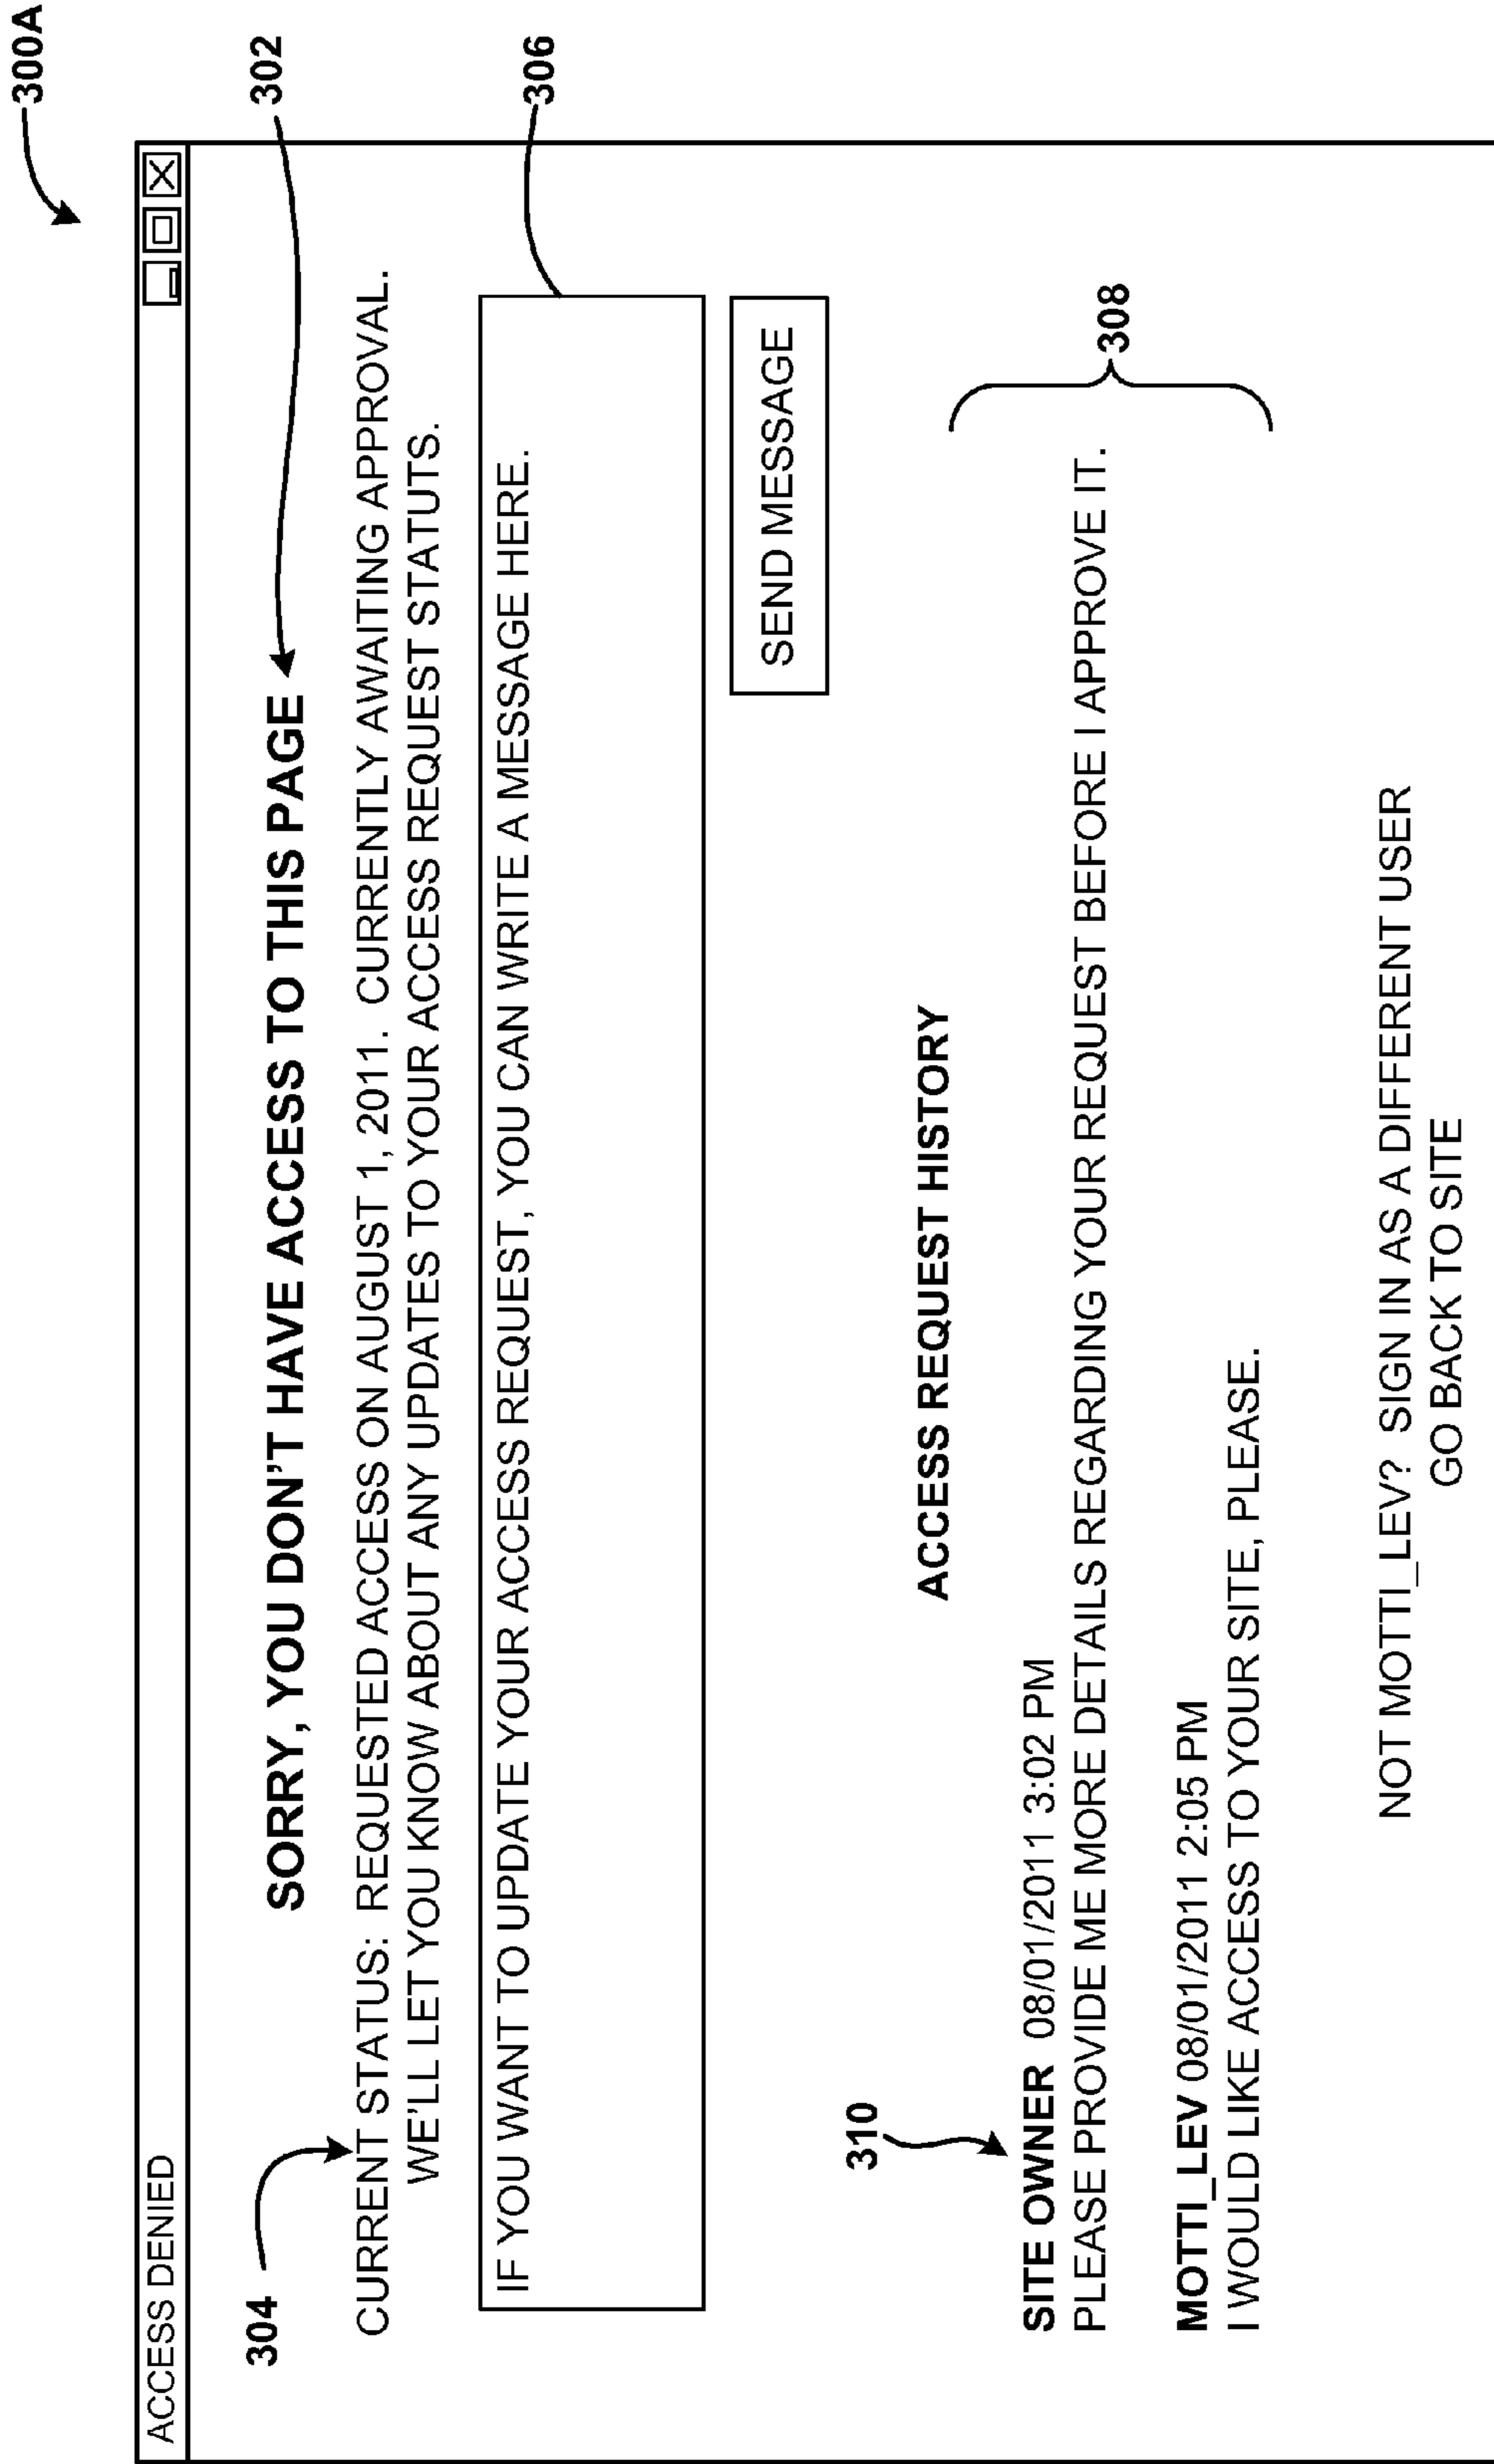 300A
ACCESS DENIED
302
SORRY, YOU DON'T HAVE ACCESS TO THIS PAGE
304
CURRENT STATUS: REQUESTED ACCESS ON AUGUST 1, 2011. CURRENTLY AWAITING APPROVAL.
WE'LL LET YOU KNOW ABOUT ANY UPDATES TO YOUR ACCESS REQUEST STATUTS.
306
IF YOU WANT TO UPDATE YOUR ACCESS REQUEST, YOU CAN WRITE A MESSAGE HERE.
SEND MESSAGE
ACCESS REQUEST HISTORY
310
308
SITE OWNER 08/01/2011 3:02 PM
PLEASE PROVIDE ME MORE DETAILS REGARDING YOUR REQUEST BEFORE I APPROVE IT.
MOTTI_LEV 08/01/2011 2:05 PM
I WOULD LIKE ACCESS TO YOUR SITE, PLEASE.
NOT MOTTI_LEV? SIGN IN AS A DIFFERENT USER
GO BACK TO SITE